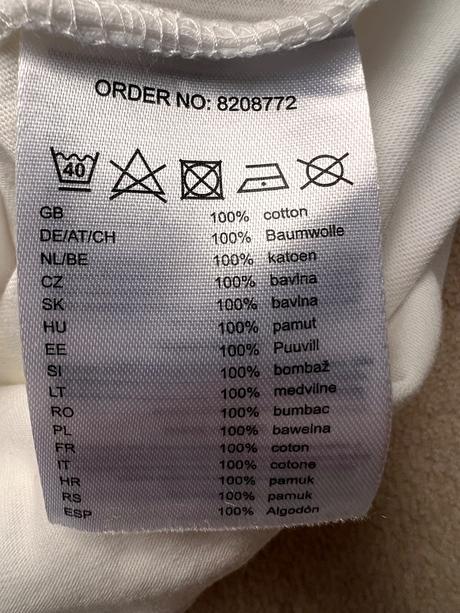 ORDER NO: 8208772
40
GB 100% cotton
DE/AT/CH 100% Baumwolle
NL/BE 100% katoen
CZ 100% bavlna
SK 100% bavlna
HU 100% pamut
EE 100% Puuvill
SI 100% bombaž
LT 100% medvilne
RO 100% bumbac
PL 100% bawelna
FR 100% coton
IT 100% cotone
HR 100% pamuk
RS 100% pamuk
ESP 100% Algodón